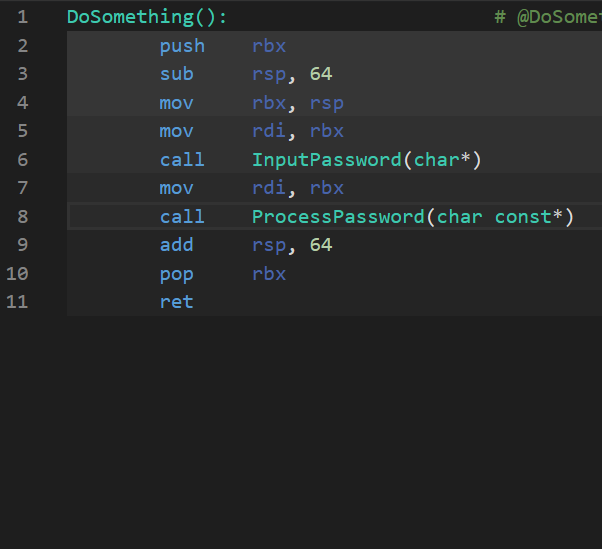 1 DoSomething(): # @DoSomet
2 push rbx
3 sub rsp, 64
4 mov rbx, rsp
5 mov rdi, rbx
6 call InputPassword(char*)
7 mov rdi, rbx
8 call ProcessPassword(char const*)
9 add rsp, 64
10 pop rbx
11 ret